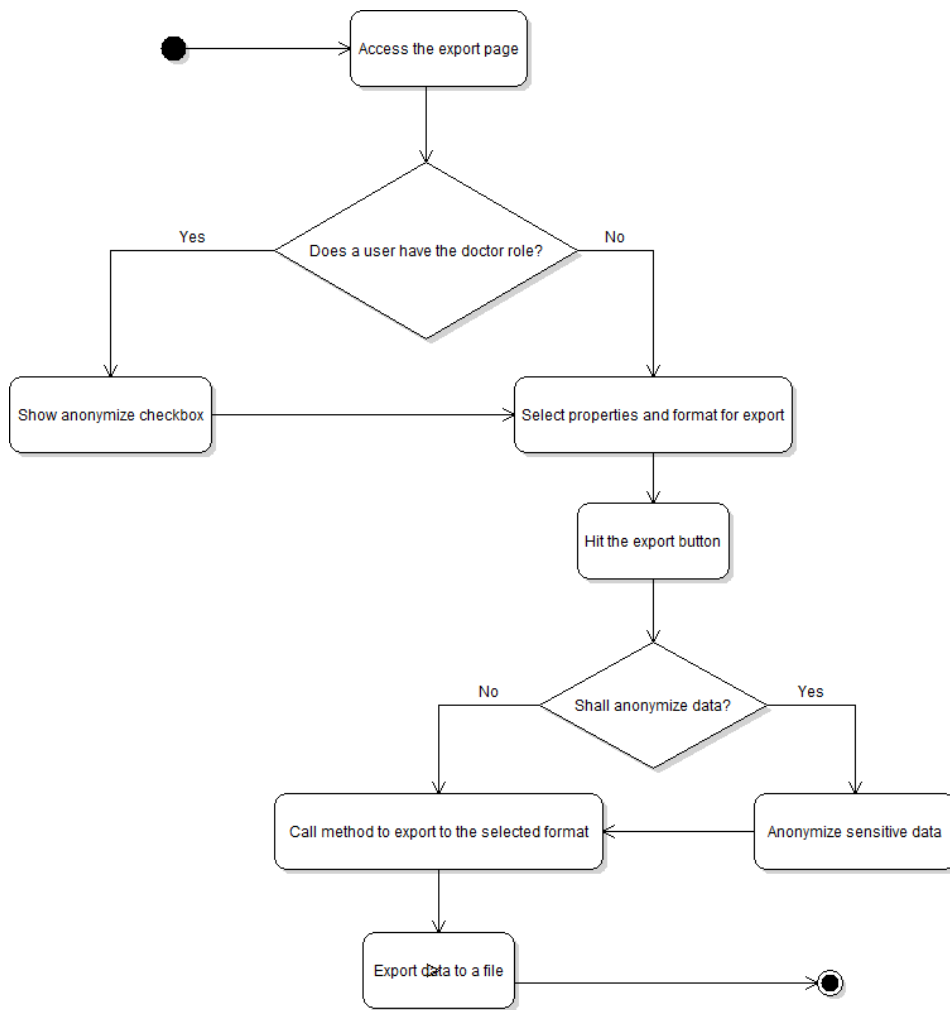 Access the export page
Does a user have the doctor role?
Yes
No
Show anonymize checkbox
Select properties and format for export
Hit the export button
Shall anonymize data?
No
Yes
Call method to export to the selected format
Anonymize sensitive data
Export data to a file